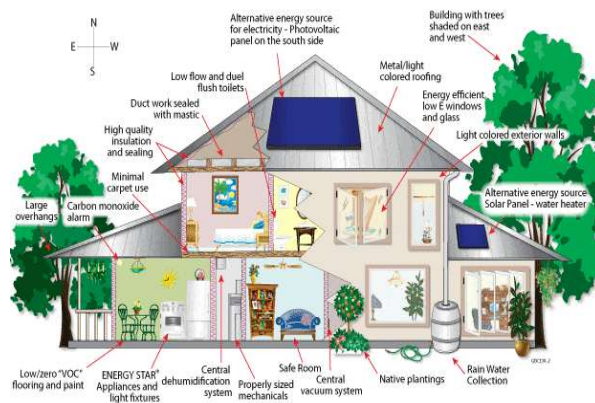 N
E W
S
Alternative energy source
for electricity - Photovoltaic
panel on the south side
Building with trees
shaded on east
and west
Low flow and duel
flush toilets
Metal/light
colored roofing
Duct work sealed
with mastic
Energy efficient
low E windows
and glass
High quality
insulation
and sealing
Light colored exterior walls
Minimal
carpet use
Alternative energy source
Solar Panel - water heater
Large
overhangs
Carbon monoxide
alarm
Low/zero "VOC"
flooring and paint
ENERGY STAR®
Appliances and
light fixtures
Central
dehumidification
system
Properly sized
mechanicals
Safe Room
Central
vacuum system
Native plantings
Rain Water
Collection